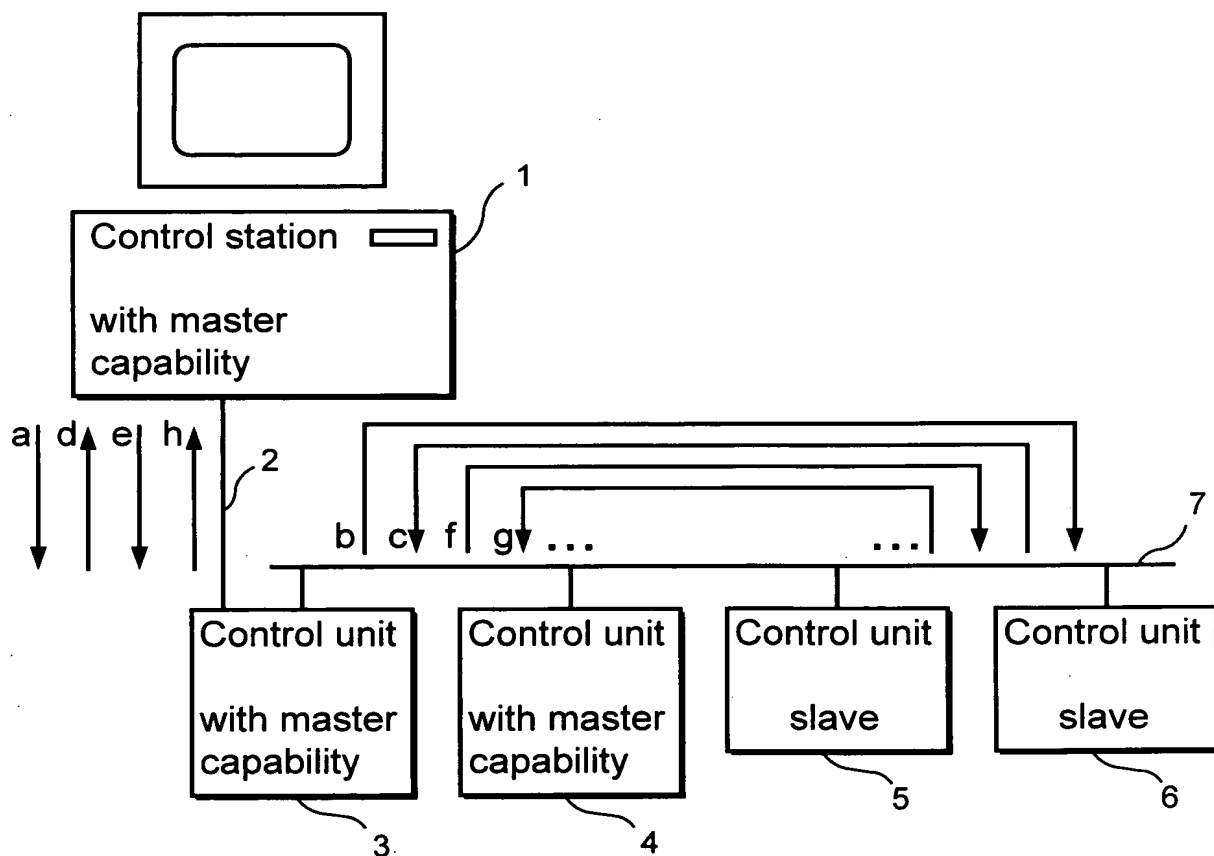 1
Control station
with master
capability
a d e h
2
b c f g ... ...
7
Control unit
with master
capability
3
Control unit
with master
capability
4
Control unit
slave
5
Control unit
slave
6